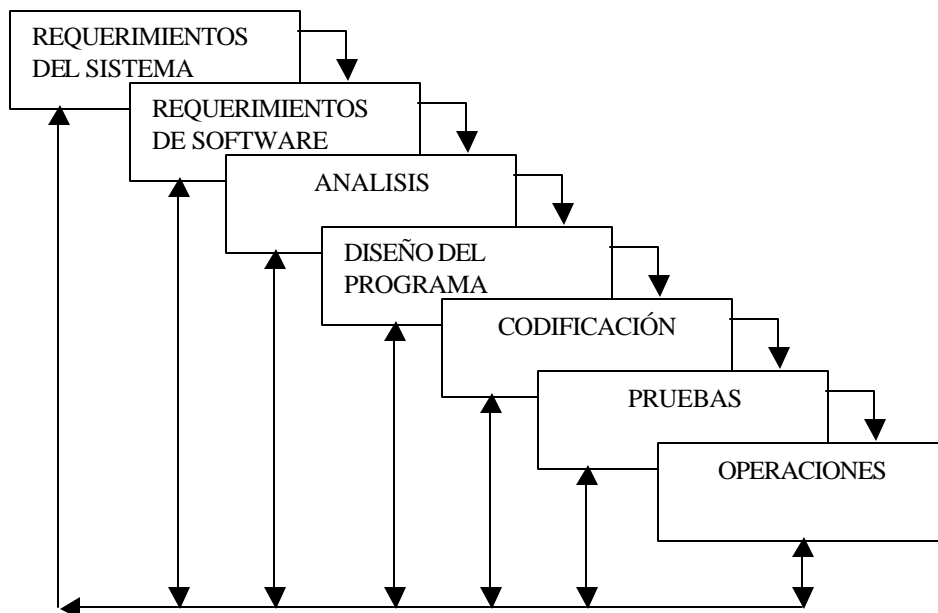 REQUERIMIENTOS
DEL SISTEMA
REQUERIMIENTOS
DE SOFTWARE
ANALISIS
DISEÑO DEL
PROGRAMA
CODIFICACIÓN
PRUEBAS
OPERACIONES